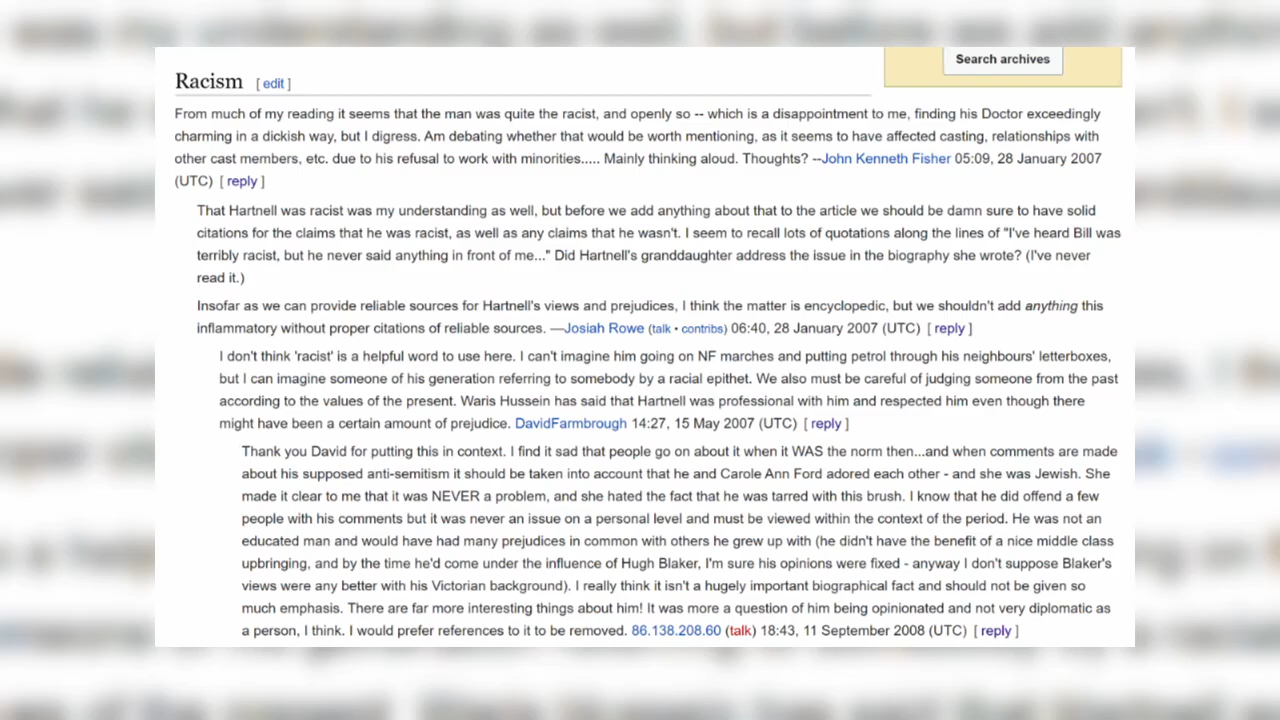 Search archives
Racism [ edit ]
From much of my reading it seems that the man was quite the racist, and openly so -- which is a disappointment to me, finding his Doctor exceedingly
charming in a dickish way, but I digress. Am debating whether that would be worth mentioning, as it seems to have affected casting, relationships with
other cast members, etc. due to his refusal to work with minorities..... Mainly thinking aloud. Thoughts? --John Kenneth Fisher 05:09, 28 January 2007
(UTC) [ reply ]
That Hartnell was racist was my understanding as well, but before we add anything about that to the article we should be damn sure to have solid
citations for the claims that he was racist, as well as any claims that he wasn't. I seem to recall lots of quotations along the lines of "I've heard Bill was
terribly racist, but he never said anything in front of me..." Did Hartnell's granddaughter address the issue in the biography she wrote? (I've never
read it.)
Insofar as we can provide reliable sources for Hartnell's views and prejudices, I think the matter is encyclopedic, but we shouldn't add anything this
inflammatory without proper citations of reliable sources. —Josiah Rowe (talk • contribs) 06:40, 28 January 2007 (UTC) [ reply ]
I don't think 'racist' is a helpful word to use here. I can't imagine him going on NF marches and putting petrol through his neighbours' letterboxes,
but I can imagine someone of his generation referring to somebody by a racial epithet. We also must be careful of judging someone from the past
according to the values of the present. Waris Hussein has said that Hartnell was professional with him and respected him even though there
might have been a certain amount of prejudice. DavidFarmbrough 14:27, 15 May 2007 (UTC) [ reply ]
Thank you David for putting this in context. I find it sad that people go on about it when it WAS the norm then...and when comments are made
about his supposed anti-semitism it should be taken into account that he and Carole Ann Ford adored each other - and she was Jewish. She
made it clear to me that it was NEVER a problem, and she hated the fact that he was tarred with this brush. I know that he did offend a few
people with his comments but it was never an issue on a personal level and must be viewed within the context of the period. He was not an
educated man and would have had many prejudices in common with others he grew up with (he didn't have the benefit of a nice middle class
upbringing, and by the time he'd come under the influence of Hugh Blaker, I'm sure his opinions were fixed - anyway I don't suppose Blaker's
views were any better with his Victorian background). I really think it isn't a hugely important biographical fact and should not be given so
much emphasis. There are far more interesting things about him! It was more a question of him being opinionated and not very diplomatic as
a person, I think. I would prefer references to it to be removed. 86.138.208.60 (talk) 18:43, 11 September 2008 (UTC) [ reply ]